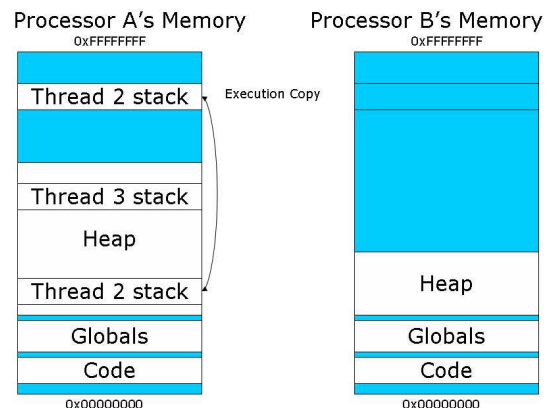 Processor A's Memory
0xFFFFFFFF
Thread 2 stack
Execution Copy
Thread 3 stack
Heap
Thread 2 stack
Globals
Code
0x00000000
Processor B's Memory
0xFFFFFFFF
Heap
Globals
Code
0x00000000